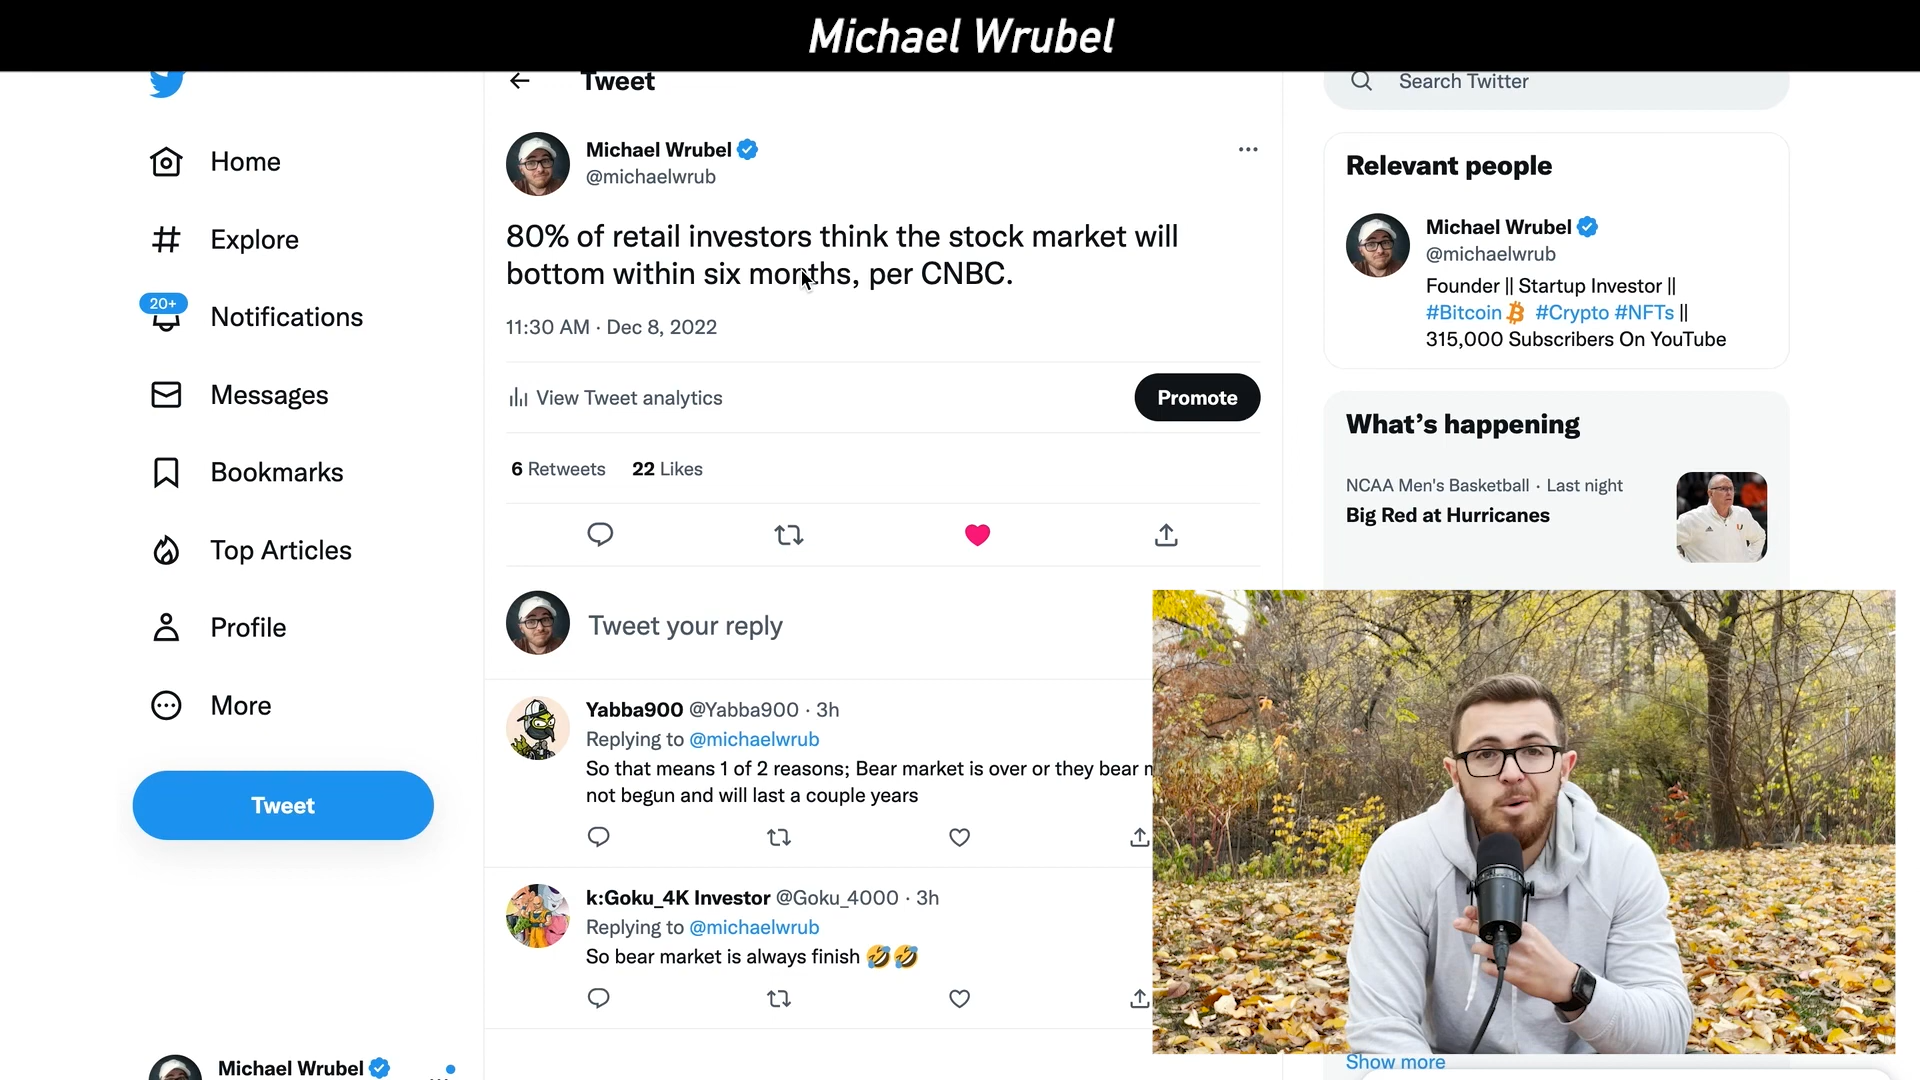 Michael Wrubel
Tweet
Search Twitter
Home
Explore
20+
Notifications
Messages
Bookmarks
Top Articles
Profile
More
Tweet
Michael Wrubel
Michael Wrubel
@michaelwrub
80% of retail investors think the stock market will
bottom within six months, per CNBC.
11:30 AM · Dec 8, 2022
View Tweet analytics
Promote
6 Retweets 22 Likes
Tweet your reply
Yabba900 @Yabba900 · 3h
Replying to @michaelwrub
So that means 1 of 2 reasons; Bear market is over or they bear
not begun and will last a couple years
k:Goku_4K Investor @Goku_4000 · 3h
Replying to @michaelwrub
So bear market is always finish 🤣🤣
Relevant people
Michael Wrubel
@michaelwrub
Founder || Startup Investor ||
#Bitcoin #Crypto #NFTs ||
315,000 Subscribers On YouTube
What's happening
NCAA Men's Basketball · Last night
Big Red at Hurricanes
Show more